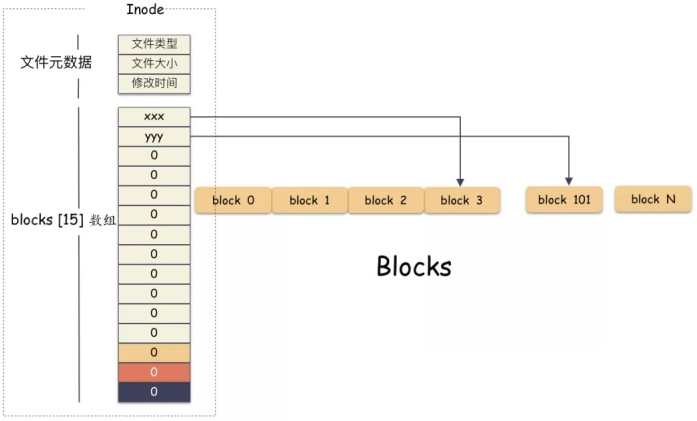 Inode
文件元数据
文件类型
文件大小
修改时间
blocks [15] 数组
xxx
yyy
0
0
0
0
0
0
0
0
0
0
0
0
0
block 0
block 1
block 2
block 3
block 101
block N
Blocks